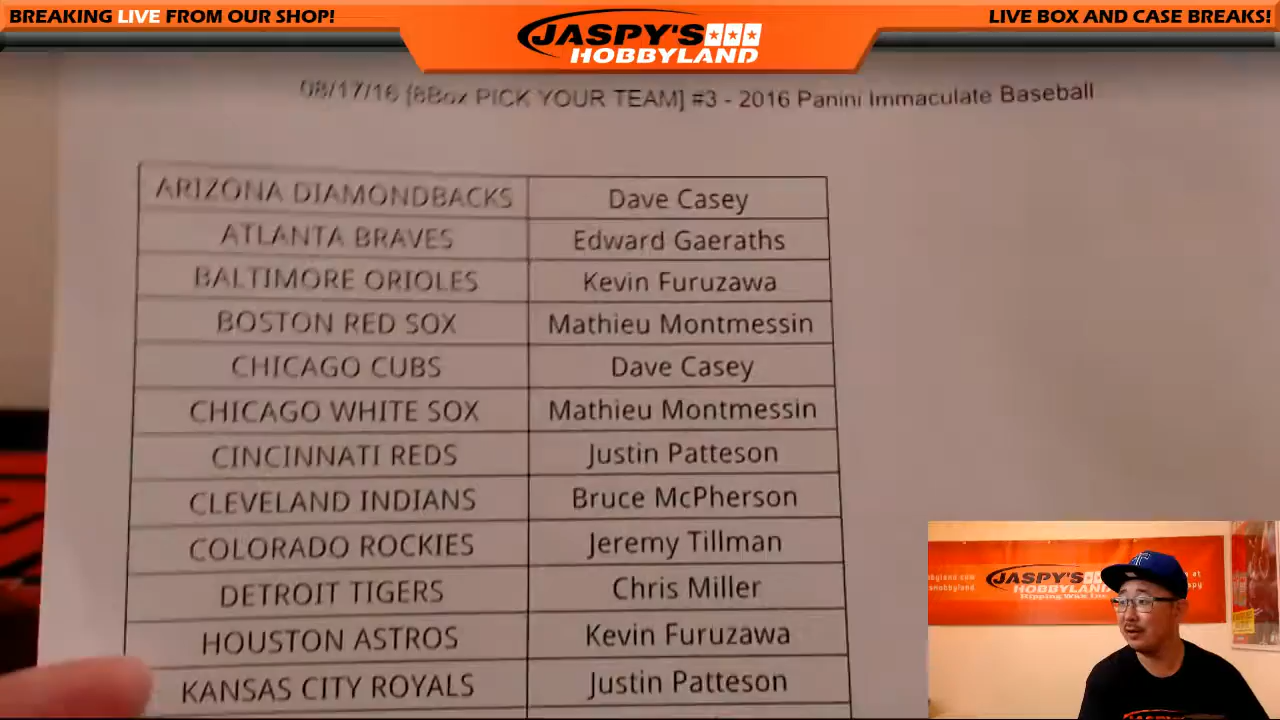 BREAKING LIVE FROM OUR SHOP!
JASPY'S
HOBBYLAND
LIVE BOX AND CASE BREAKS!
08/17/16 [8Box PICK YOUR TEAM] #3 - 2016 Panini Immaculate Baseball
ARIZONA DIAMONDBACKS Dave Casey
ATLANTA BRAVES Edward Gaeraths
BALTIMORE ORIOLES Kevin Furuzawa
BOSTON RED SOX Mathieu Montmessin
CHICAGO CUBS Dave Casey
CHICAGO WHITE SOX Mathieu Montmessin
CINCINNATI REDS Justin Patteson
CLEVELAND INDIANS Bruce McPherson
COLORADO ROCKIES Jeremy Tillman
DETROIT TIGERS Chris Miller
HOUSTON ASTROS Kevin Furuzawa
KANSAS CITY ROYALS Justin Patteson
JASPY'S
HOBBYLAND
Ripping Wax Inc